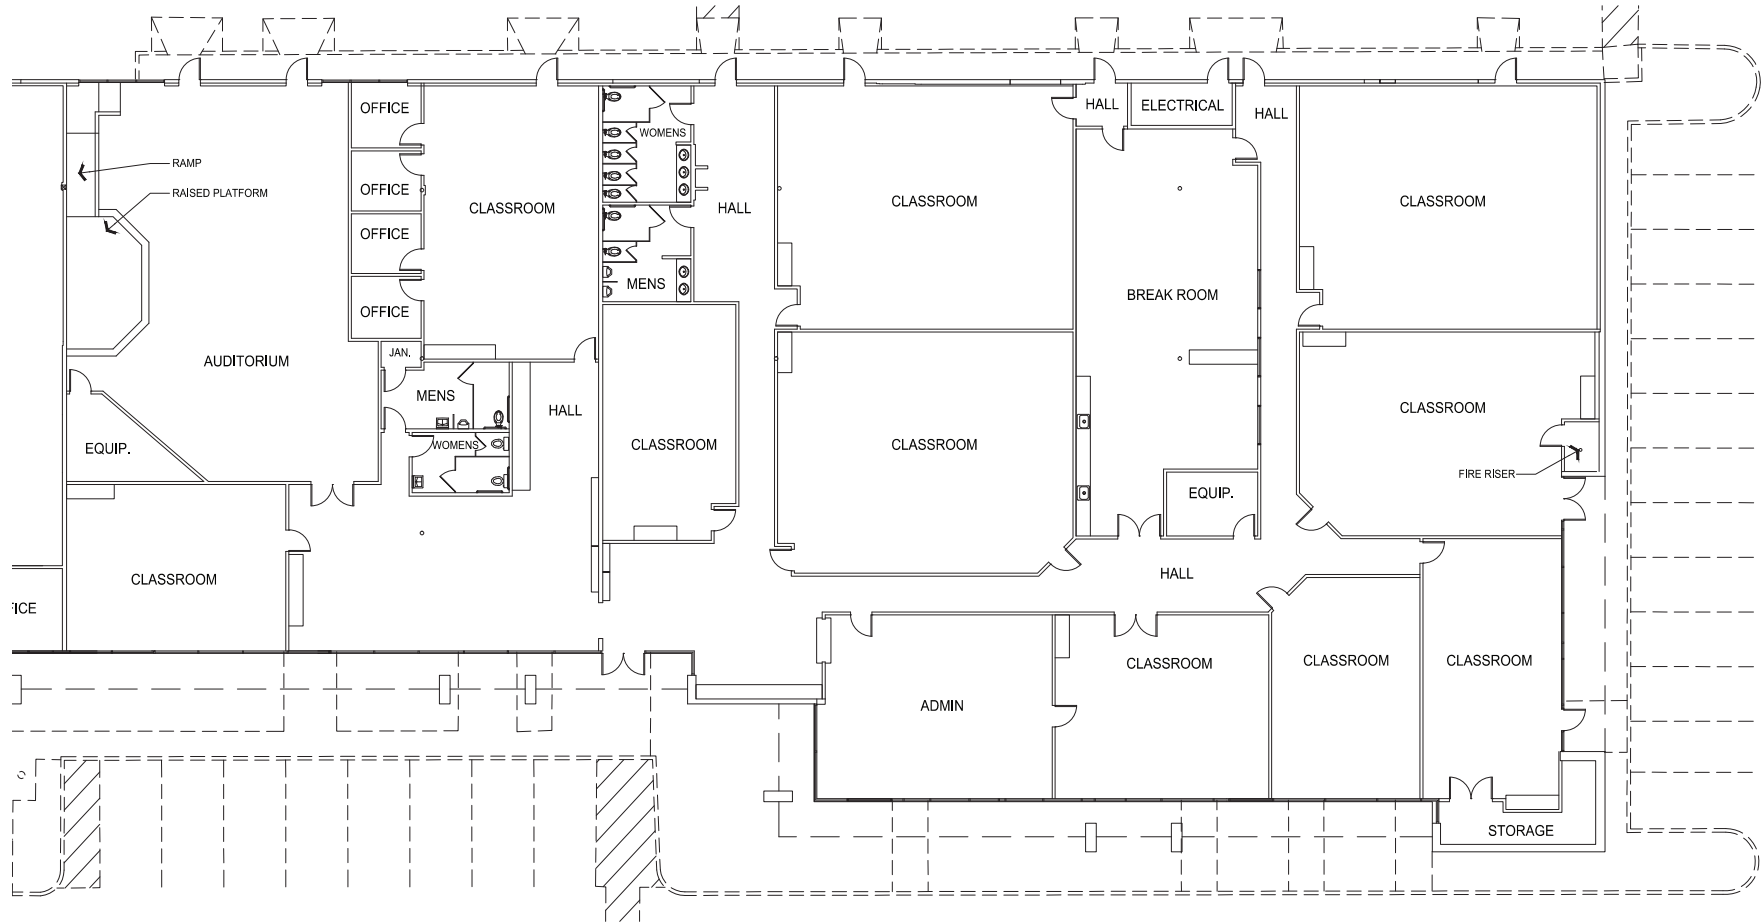 OFFICE
HALL
ELECTRICAL
HALL
WOMENS
RAMP
OFFICE
RAISED PLATFORM
CLASSROOM
HALL
CLASSROOM
CLASSROOM
OFFICE
MENS
BREAK ROOM
OFFICE
JAN.
AUDITORIUM
MENS
HALL
CLASSROOM
EQUIP.
WOMENS
CLASSROOM
CLASSROOM
FIRE RISER
EQUIP.
CLASSROOM
HALL
ICE
CLASSROOM
CLASSROOM
CLASSROOM
ADMIN
STORAGE